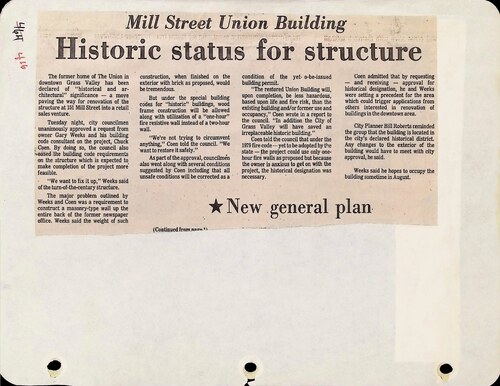 Mill Street Union Building
Historic status for structure
The former home of The Union in
downtown Grass Valley has been
declared of "historical and ar-
chitectural" significance — a move
paving the way for renovation of the
structure at 151 Mill Street into a retail
sales venture.
Tuesday night, city councilmen
unanimously approved a request from
owner Gary Weeks and his building
code consultant on the project, Chuck
Coen. By doing so, the council also
waived the building code requirements
on the structure which is expected to
make completion of the project more
feasible.
"We want to fix it up," Weeks said
of the turn-of-the-century structure.
The major problem outlined by
Weeks and Coen was a requirement to
construct a masonry-type wall up the
entire back of the former newspaper
office. Weeks said the weight of such
construction, when finished on the
exterior with brick as proposed, would
be tremendous.
But under the special building
codes for "historic" buildings, wood
frame construction will be allowed
along with utilization of a "one-hour"
fire resistive wall instead of a two-hour
wall.
"We're not trying to circumvent
anything," Coen told the council. "We
want to restore it safely."
As part of the approval, councilmen
also went along with several conditions
suggested by Coen including that all
unsafe conditions will be corrected as a
condition of the yet-to-be-issued
building permit.
"The restored Union Building will,
upon completion, be less hazardous,
based upon life and fire risk, than the
existing building and/or former use and
occupancy," Coen wrote in a report to
the council. "In addition the City of
Grass Valley will have saved an
irreplaceable historic building."
Coen told the council that under the
1979 fire code — yet to be adopted by the
state — the project could use only one-
hour fire walls as proposed but because
the owner is anxious to get on with the
project, the historical designation was
necessary.
Coen admitted that by requesting
— and receiving — approval for
historical designation, he and Weeks
were setting a precedent for the area
which could trigger applications from
others interested in renovation of
buildings in the downtown area.
City Planner Bill Roberts reminded
the group that the building is located in
the city's declared historical district.
Any changes to the exterior of the
building would have to meet with city
approval, he said.
Weeks said he hopes to occupy the
building sometime in August.
★ New general plan
(Continued from page 1)